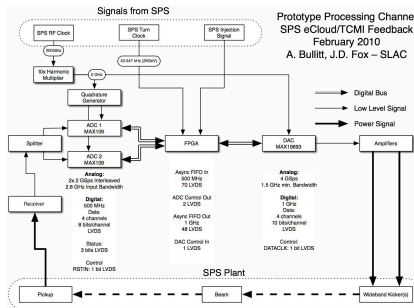 Signals from SPS
Prototype Processing Channel
SPS eCloud/TCMI Feedback
February 2010
A. Bullitt, J.D. Fox – SLAC
SPS RF Clock
SPS Turn
Clock
SPS Injection
Signal
200MHz
43.347 kHz (26GeV)
10x Harmonic
Multiplier
2 GHz
Quadrature
Generator
Digital Bus
Low Level Signal
Power Signal
ADC 1
MAX109
ADC 2
MAX109
Splitter
FPGA
DAC
MAX19693
Amplifiers
Analog:
2x 2 GSps Interleaved
2.8 GHz Input Bandwidth
Digital:
500 MHz
Data:
4 channels
8 bits/channel
LVDS
Status:
3 bits LVDS
Control
RSTIN: 1 bit LVDS
Async FIFO In
500 MHz
70 LVDS
ADC Control Out
2 LVDS
Async FIFO Out
1 GHz
48 LVDS
DAC Control In
1 LVDS
Analog:
4 GSps
1.5 GHz min. Bandwidth
Digital:
1 GHz
Data:
4 channels
10 bits/channel
LVDS
Control:
DATACLK: 1 bit LVDS
Receiver
SPS Plant
Pickup
Beam
Wideband Kicker(s)